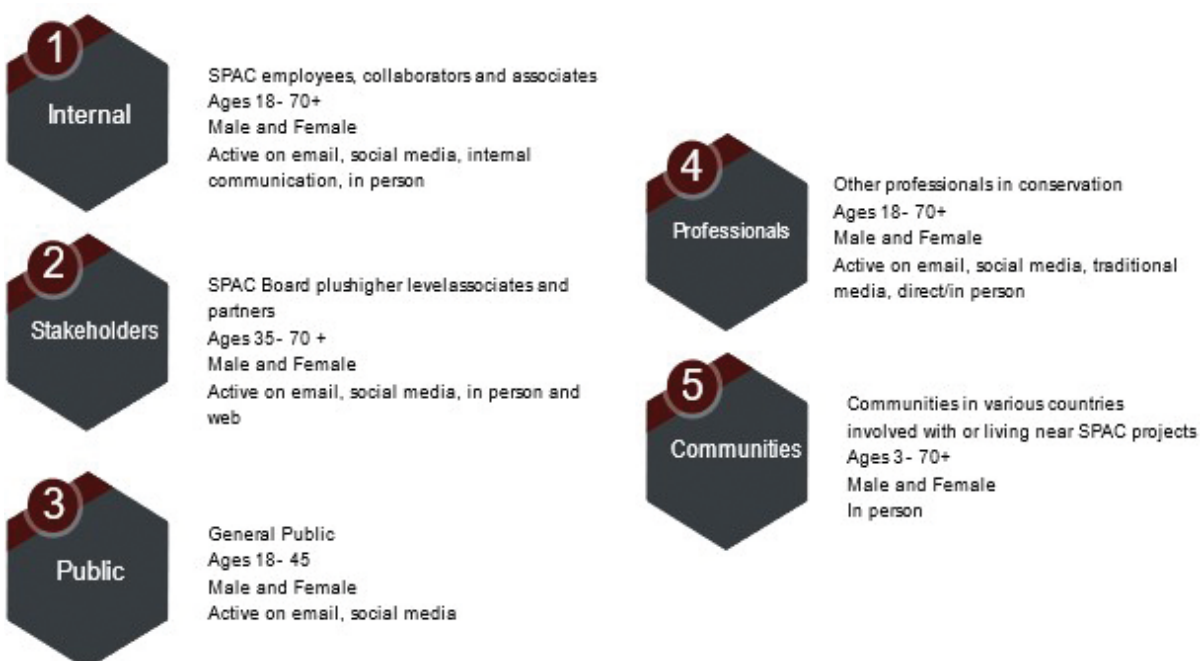 1
Internal
SPAC employees, collaborators and associates
Ages 18- 70+
Male and Female
Active on email, social media, internal
communication, in person
2
Stakeholders
SPAC Board plushigher levelassociates and
partners
Ages 35- 70 +
Male and Female
Active on email, social media, in person and
web
3
Public
General Public
Ages 18- 45
Male and Female
Active on email, social media
4
Professionals
Other professionals in conservation
Ages 18- 70+
Male and Female
Active on email, social media, traditional
media, direct/in person
5
Communities
Communities in various countries
involved with or living near SPAC projects
Ages 3- 70+
Male and Female
In person